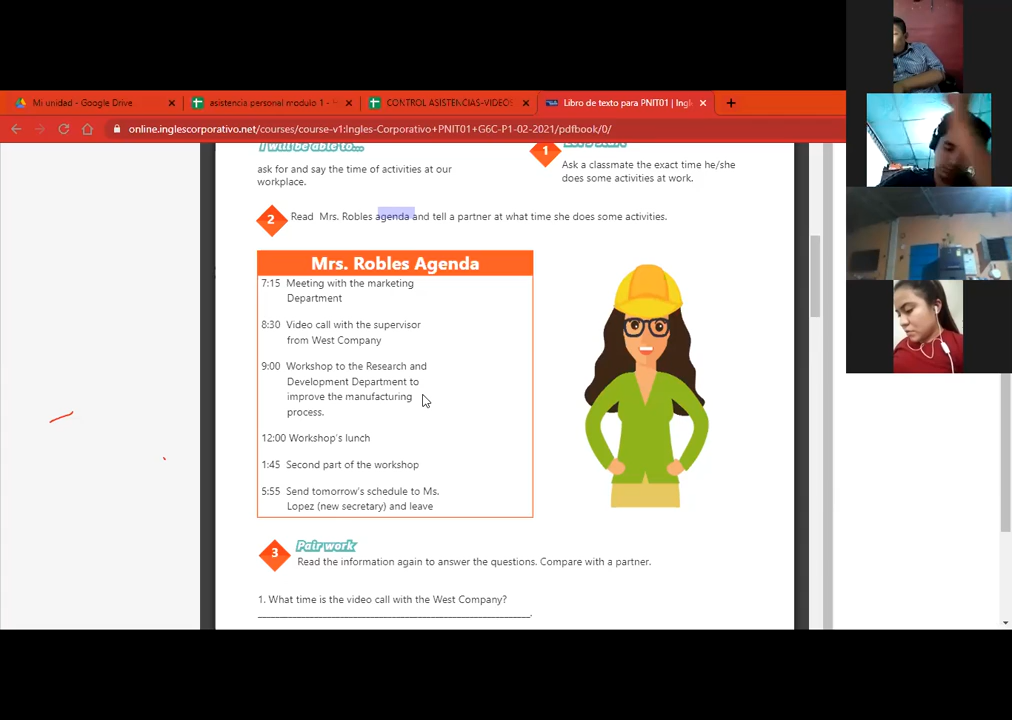 Mi unidad - Google Drive
asistencia personal modulo 1 -
CONTROL ASISTENCIAS-VIDEOS
Libro de texto para PNIT01 | Ingl
online.inglescorporativo.net/courses/course-v1:Ingles-Corporativo+PNIT01+G6C-P1-02-2021/pdfbook/0/
I will be able to...
ask for and say the time of activities at our
workplace.
1
Let's Start
Ask a classmate the exact time he/she
does some activities at work.
2
Read Mrs. Robles agenda and tell a partner at what time she does some activities.
Mrs. Robles Agenda
7:15 Meeting with the marketing
Department
8:30 Video call with the supervisor
from West Company
9:00 Workshop to the Research and
Development Department to
improve the manufacturing
process.
12:00 Workshop's lunch
1:45 Second part of the workshop
5:55 Send tomorrow's schedule to Ms.
Lopez (new secretary) and leave
3
Pair work
Read the information again to answer the questions. Compare with a partner.
1. What time is the video call with the West Company?